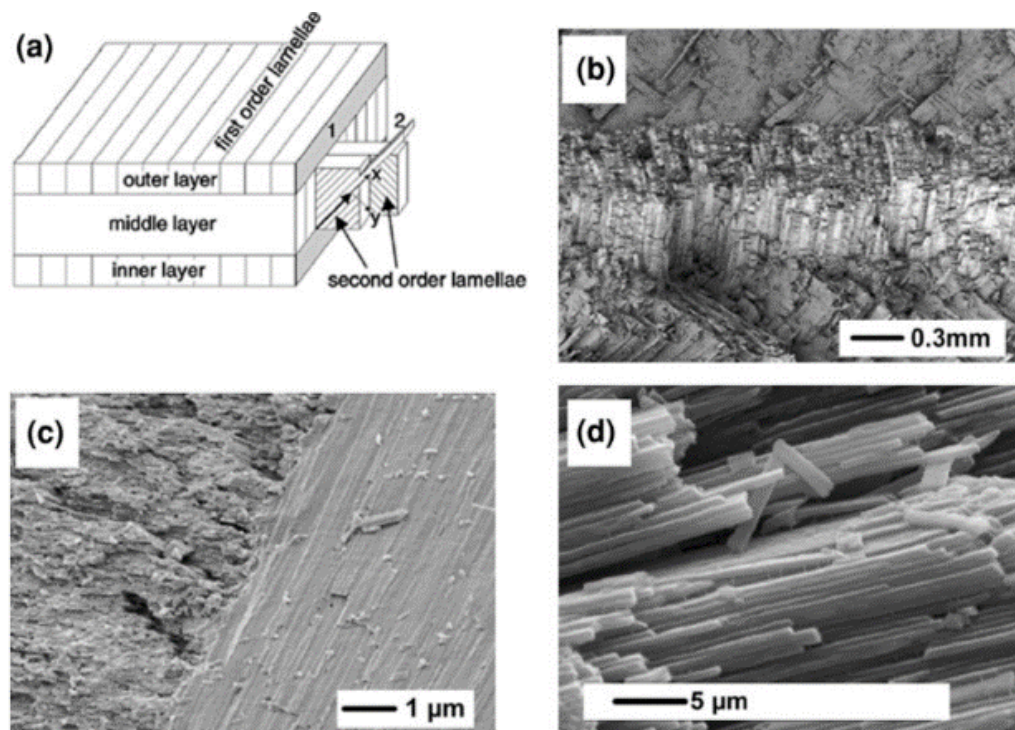 (a)
first order lamellae
1
2
outer layer
x
middle layer
y
inner layer
second order lamellae
(b)
0.3mm
(c)
1 μm
(d)
5 μm